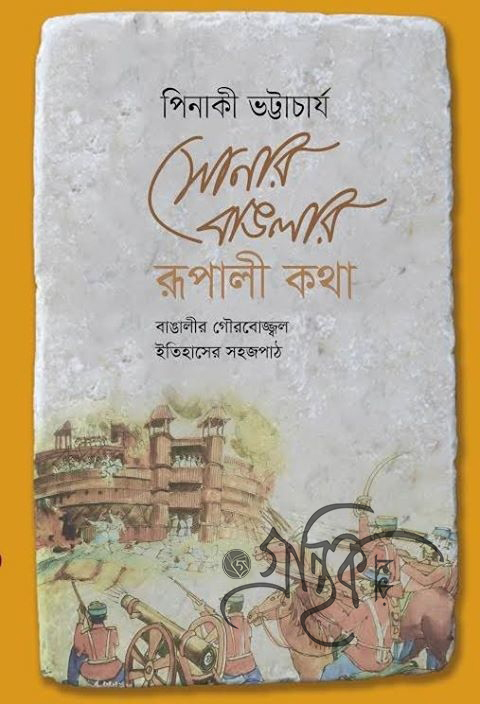 পিনাকী ভট্টাচার্য
সোনার
বাঙলার
রূপালী কথা
বাঙালীর গৌরবোজ্জ্বল
ইতিহাসের সহজপাঠ
গ্রন্থিক